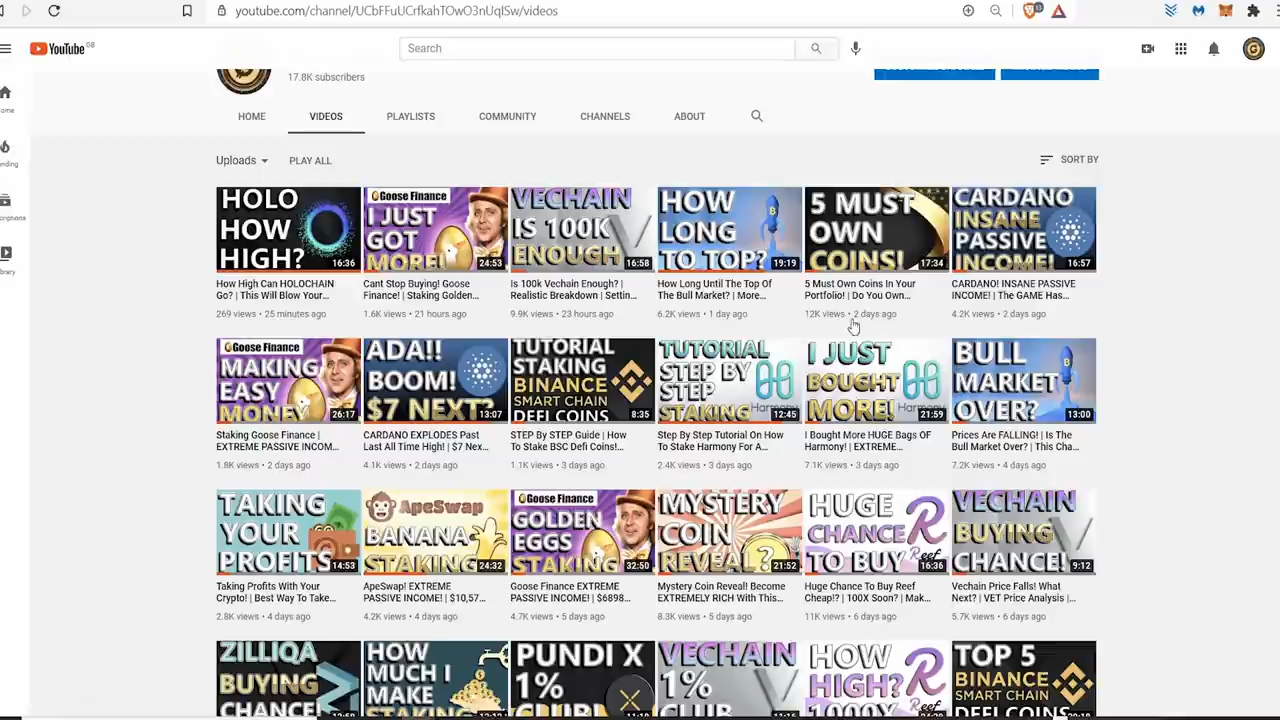 youtube.com/channel/UCbFFuUCrfkahTOwO3nUqlSw/videos
13
YouTube GB
Search
17.8K subscribers
HOME VIDEOS PLAYLISTS COMMUNITY CHANNELS ABOUT
Uploads PLAY ALL SORT BY
HOLO
HOW
HIGH?
16:36
How High Can HOLOCHAIN
Go? | This Will Blow Your...
269 views • 25 minutes ago
Goose Finance
I JUST
GOT
MORE!
24:53
Cant Stop Buying! Goose
Finance! | Staking Golden...
1.6K views • 21 hours ago
VECHAIN
IS 100K
ENOUGH
16:58
Is 100k Vechain Enough? |
Realistic Breakdown | Settin...
9.9K views • 23 hours ago
HOW
LONG
TO TOP?
19:19
How Long Until The Top Of
The Bull Market? | More...
6.2K views • 1 day ago
5 MUST
OWN
COINS!
17:34
5 Must Own Coins In Your
Portfolio! | Do You Own...
12K views • 2 days ago
CARDANO
INSANE
PASSIVE
INCOME!
16:57
CARDANO! INSANE PASSIVE
INCOME! | The GAME Has...
4.2K views • 2 days ago
Goose Finance
MAKING
EASY
MONEY
26:17
Staking Goose Finance |
EXTREME PASSIVE INCOM...
1.8K views • 2 days ago
ADA!!
BOOM!
$7 NEXT?
13:07
CARDANO EXPLODES Past
Last All Time High! | $7 Nex...
4.1K views • 2 days ago
TUTORIAL
STAKING
BINANCE
SMART CHAIN
DEFI COINS
8:35
STEP By STEP Guide | How
To Stake BSC Defi Coins!...
1.1K views • 3 days ago
TUTORIAL
STEP BY
STEP
STAKING
Harmony
12:45
Step By Step Tutorial On How
To Stake Harmony For A...
2.4K views • 3 days ago
I JUST
BOUGHT
MORE!
Harmony
21:59
I Bought More HUGE Bags OF
Harmony! | EXTREME...
7.1K views • 3 days ago
BULL
MARKET
OVER?
13:00
Prices Are FALLING! | Is The
Bull Market Over? | This Cha...
7.2K views • 4 days ago
TAKING
YOUR
PROFITS
14:53
Taking Profits With Your
Crypto! | Best Way To Take...
2.8K views • 4 days ago
ApeSwap
BANANA
STAKING
24:32
ApeSwap! EXTREME
PASSIVE INCOME! | $10,57...
4.2K views • 4 days ago
Goose Finance
GOLDEN
EGGS
STAKING
32:50
Goose Finance EXTREME
PASSIVE INCOME! | $6898...
4.7K views • 5 days ago
MYSTERY
COIN
REVEAL!
21:52
Mystery Coin Reveal! Become
EXTREMELY RICH With This...
8.3K views • 5 days ago
HUGE
CHANCE
TO BUY
Reef
16:36
Huge Chance To Buy Reef
Cheap!? | 100X Soon? | Mak...
11K views • 6 days ago
VECHAIN
BUYING
CHANCE!
9:12
Vechain Price Falls! What
Next? | VET Price Analysis |...
5.7K views • 6 days ago
ZILLIQA
BUYING
CHANCE!
HOW
MUCH I
MAKE
PUNDI X
1%
CLUB!
VECHAIN
1%
CLUB
HOW
HIGH?
1000X
Reef
TOP 5
BINANCE
SMART CHAIN